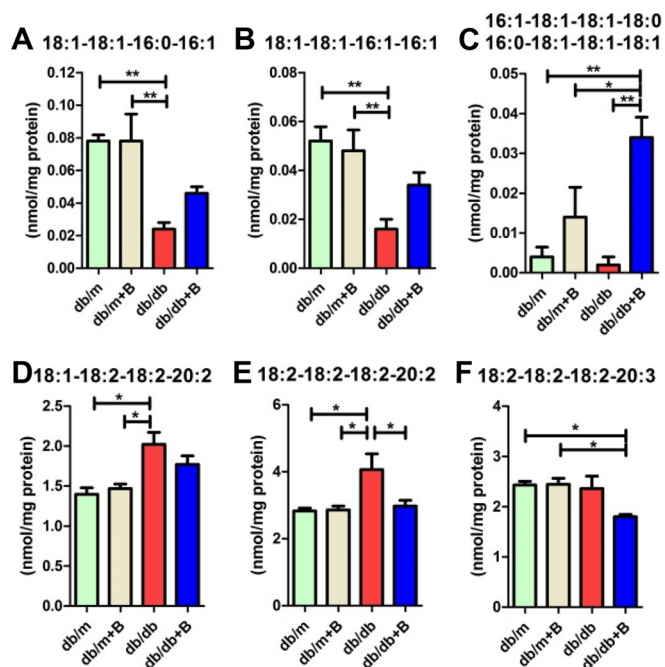 A 18:1-18:1-16:0-16:1
(nmol/mg protein)
0.12
0.10
0.08
0.06
0.04
0.02
0.00
**
**
db/m
db/m+B
db/db
db/db+B
B 18:1-18:1-16:1-16:1
(nmol/mg protein)
0.08
0.06
0.04
0.02
0.00
**
**
db/m
db/m+B
db/db
db/db+B
C 16:1-18:1-18:1-18:0
16:0-18:1-18:1-18:1
(nmol/mg protein)
0.05
0.04
0.03
0.02
0.01
0.00
**
*
**
db/m
db/m+B
db/db
db/db+B
D 18:1-18:2-18:2-20:2
(nmol/mg protein)
2.5
2.0
1.5
1.0
0.5
0.0
*
*
db/m
db/m+B
db/db
db/db+B
E 18:2-18:2-18:2-20:2
(nmol/mg protein)
6
4
2
0
*
*
*
db/m
db/m+B
db/db
db/db+B
F 18:2-18:2-18:2-20:3
(nmol/mg protein)
4
3
2
1
0
*
*
db/m
db/m+B
db/db
db/db+B